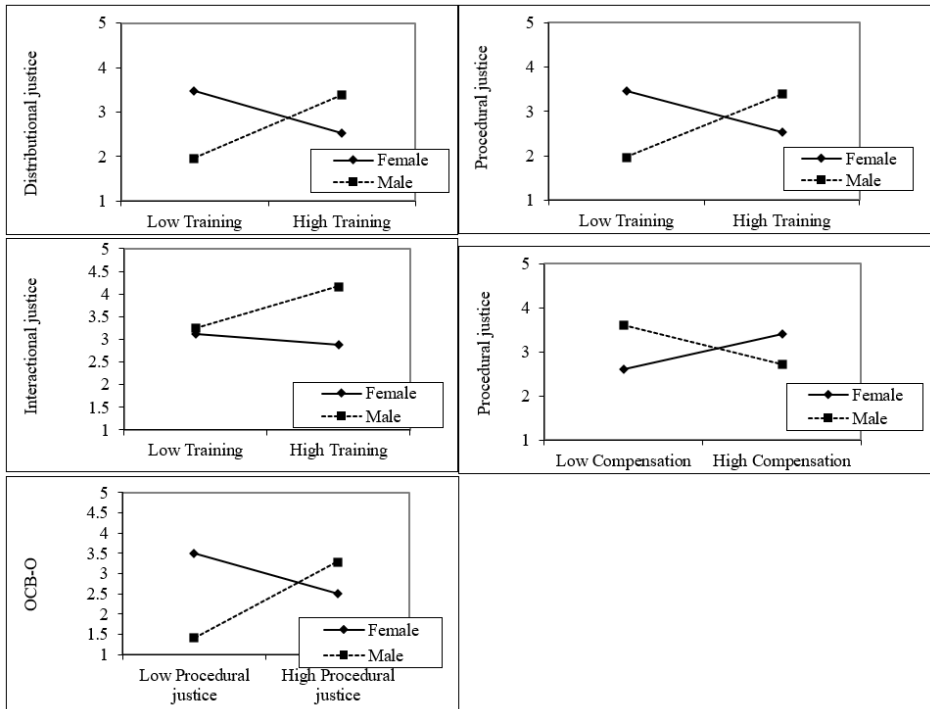 Distributional justice
5
4
3
2
1
Low Training High Training
Female
Male
Procedural justice
5
4
3
2
1
Low Training High Training
Female
Male
Interactional justice
5
4.5
4
3.5
3
2.5
2
1.5
1
Low Training High Training
Female
Male
Procedural justice
5
4
3
2
1
Low Compensation High Compensation
Female
Male
OCB-O
5
4.5
4
3.5
3
2.5
2
1.5
1
Low Procedural High Procedural
justice justice
Female
Male